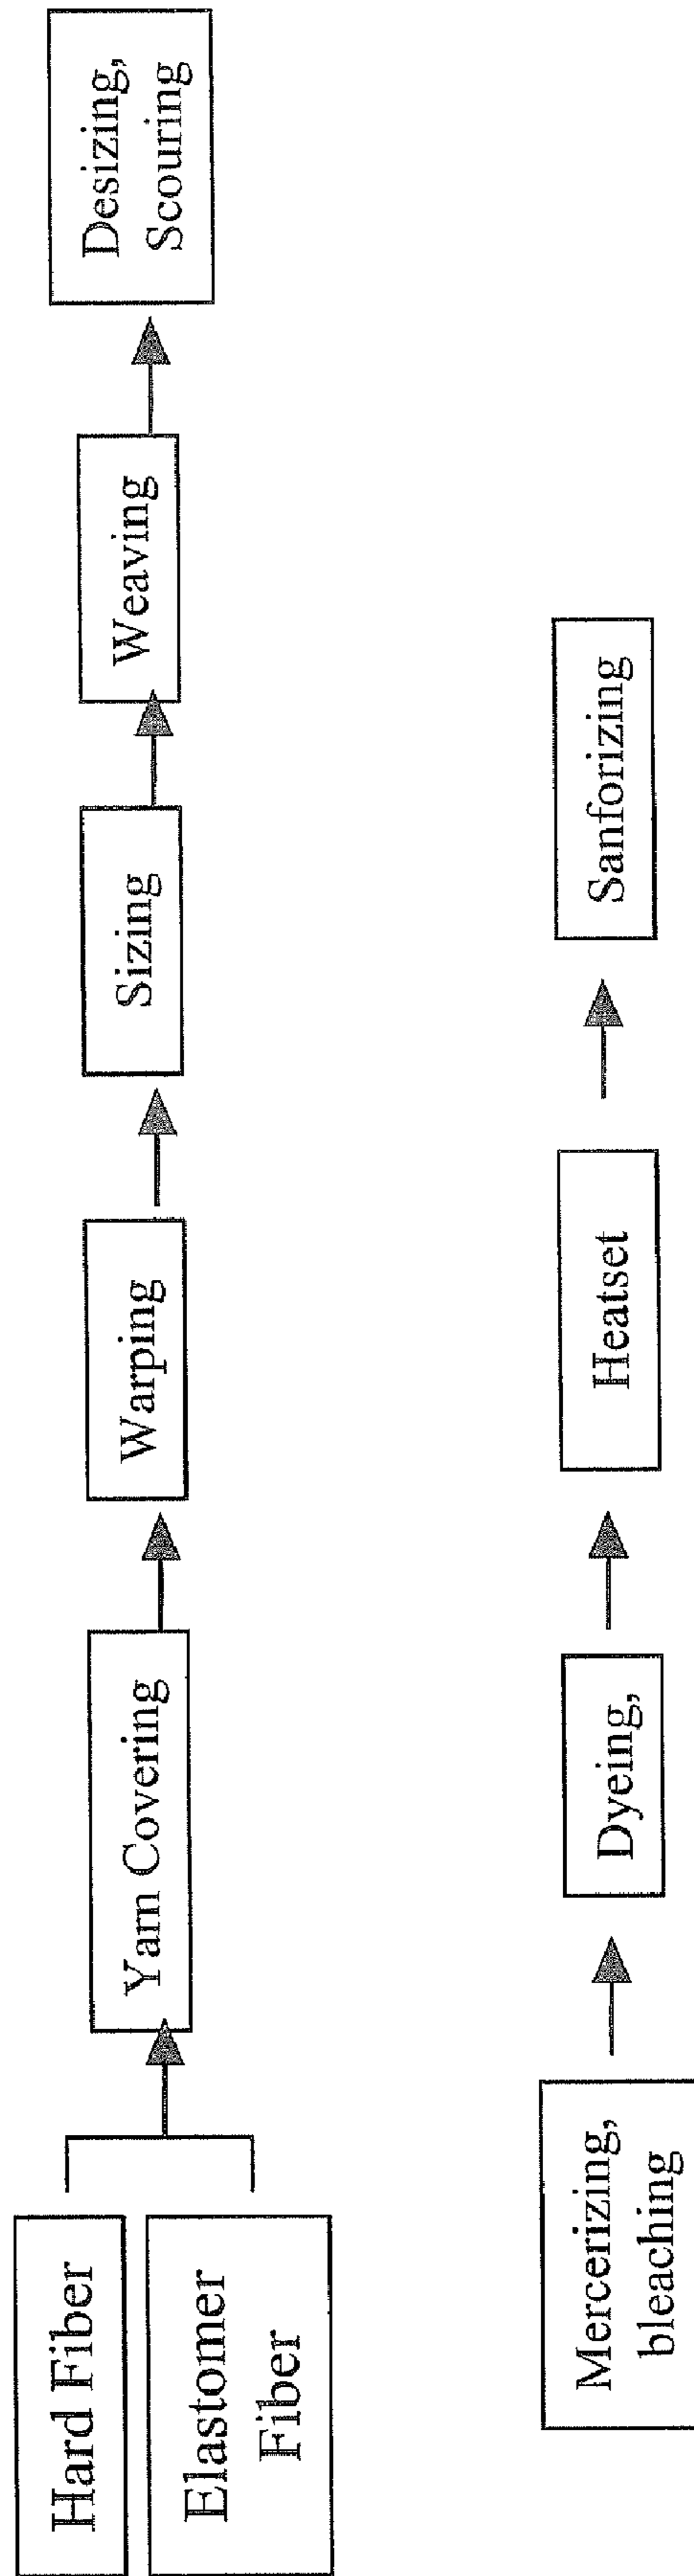 Hard Fiber
Elastomer
Fiber
Yarn Covering
Warping
Sizing
Weaving
Desizing,
Scouring
Mercerizing,
bleaching
Dyeing,
Heatset
Sanforizing